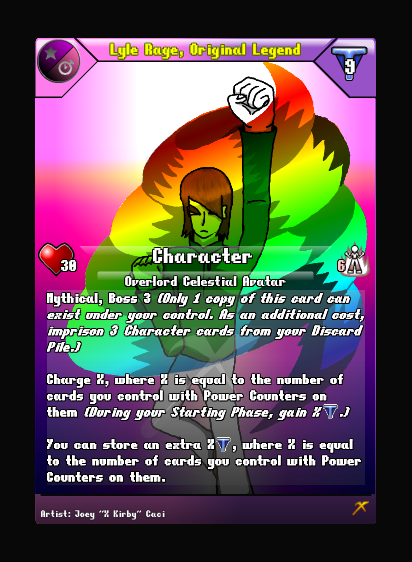 Lyle Rage, Original Legend
9
30
Character
6
Overlord Celestial Avatar
Mythical, Boss 3 (Only 1 copy of this card can
exist under your control. As an additional cost,
imprison 3 Character cards from your Discard
Pile.)
Charge X, where X is equal to the number of
cards you control with Power Counters on
them (During your Starting Phase, gain X .)
You can store an extra X , where X is equal
to the number of cards you control with Power
Counters on them.
Artist: Joey "X Kirby" Caci